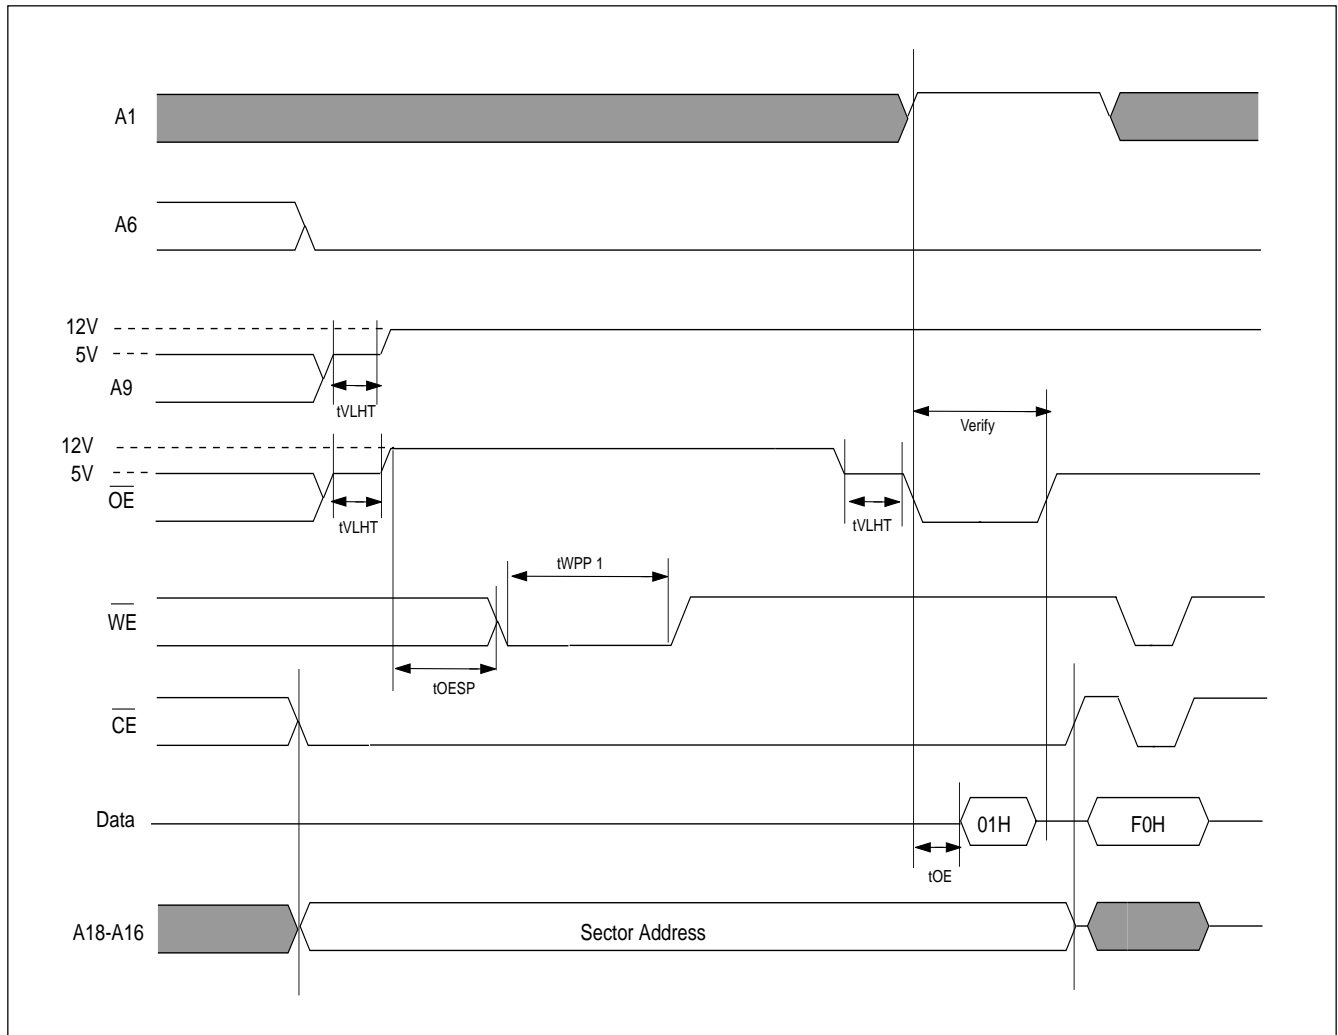 A1
A6
12V
5V
A9
tVLHT
Verify
12V
5V
OE
tVLHT
tVLHT
tWPP 1
WE
tOESP
CE
Data
01H
F0H
tOE
A18-A16
Sector Address